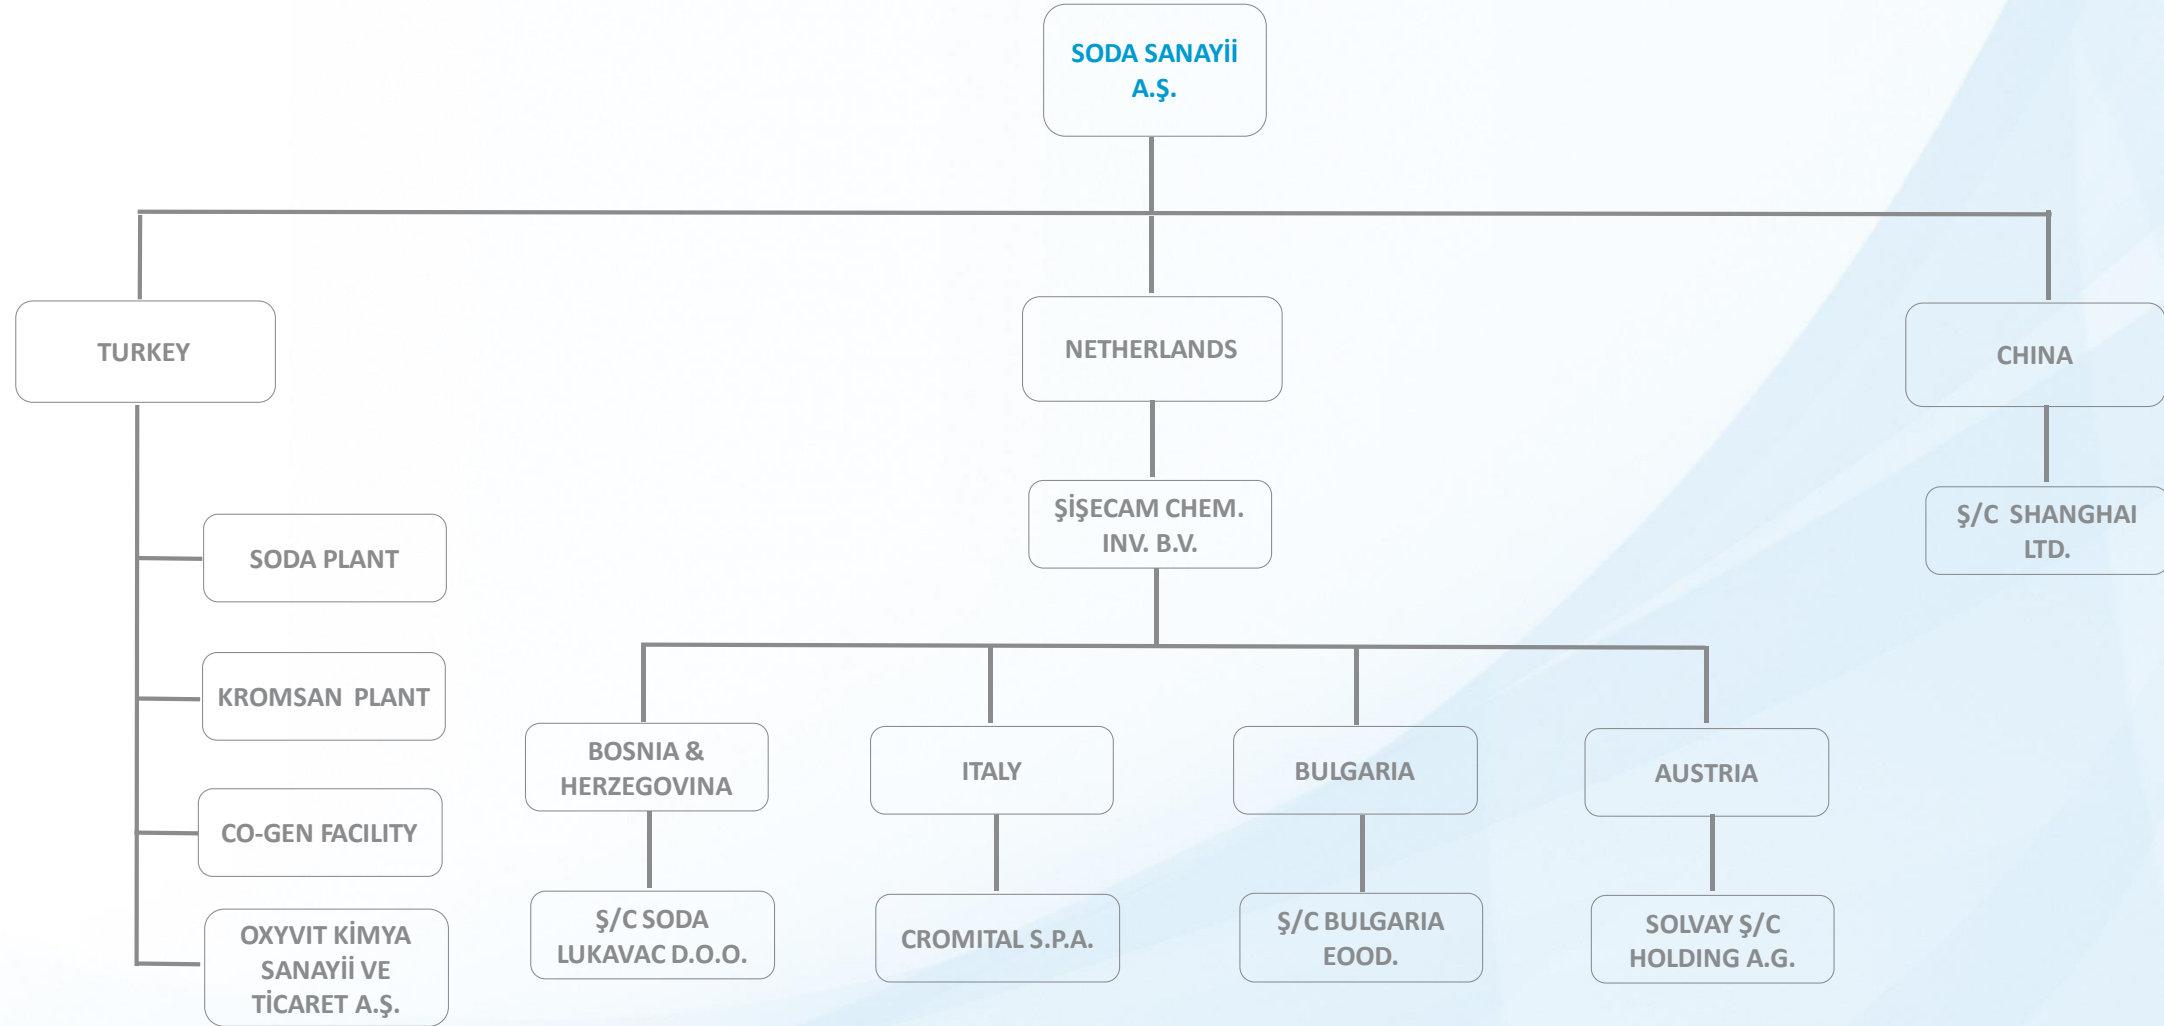 SODA SANAYİİ
A.Ş.
TURKEY
NETHERLANDS
CHINA
ŞİŞECAM CHEM.
INV. B.V.
Ş/C SHANGHAI
LTD.
SODA PLANT
KROMSAN PLANT
CO-GEN FACILITY
OXYVIT KİMYA
SANAYİİ VE
TİCARET A.Ş.
BOSNIA &
HERZEGOVINA
ITALY
BULGARIA
AUSTRIA
Ş/C SODA
LUKAVAC D.O.O.
CROMITAL S.P.A.
Ş/C BULGARIA
EOOD.
SOLVAY Ş/C
HOLDING A.G.